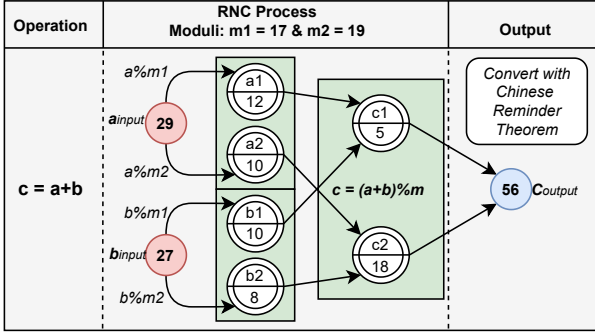 Operation
RNC Process
Moduli: m1 = 17 & m2 = 19
Output
c = a+b
a%m1
ainput
29
a%m2
b%m1
binput
27
b%m2
a1
12
a2
10
b1
10
b2
8
c1
5
c = (a+b)%m
c2
18
Convert with
Chinese
Reminder
Theorem
56
Coutput